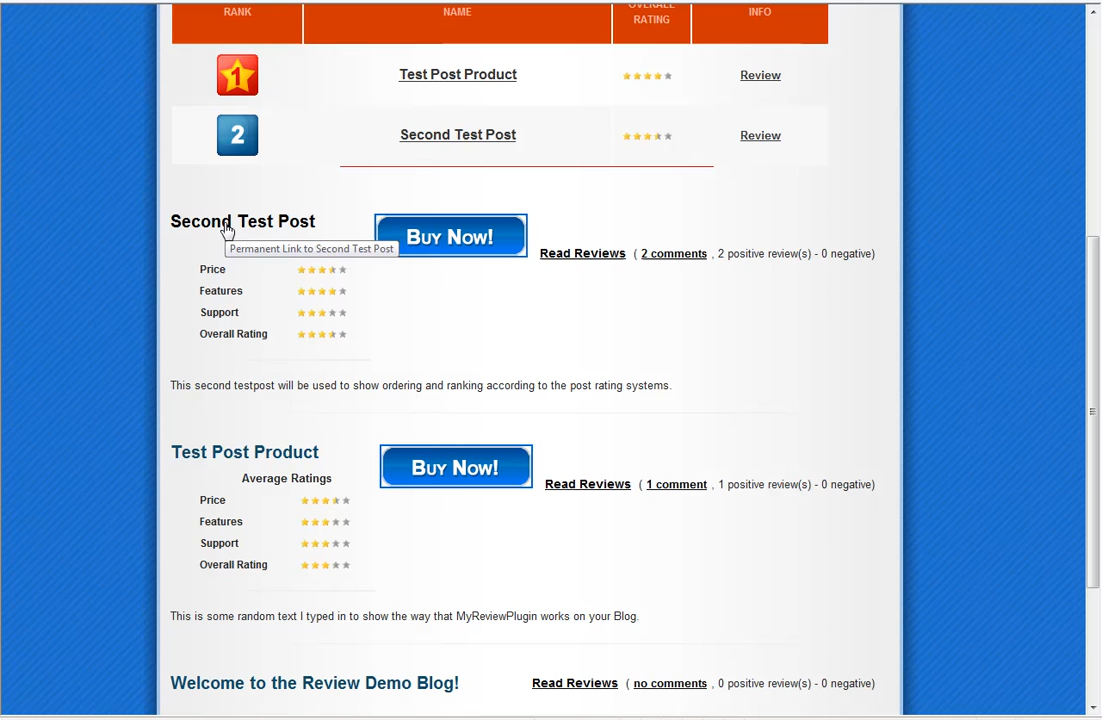 RANK NAME OVERALL RATING INFO
1 Test Post Product Review
2 Second Test Post Review
Second Test Post
BUY NOW!
Permanent Link to Second Test Post
Read Reviews ( 2 comments , 2 positive review(s) - 0 negative)
Price
Features
Support
Overall Rating
This second testpost will be used to show ordering and ranking according to the post rating systems.
Test Post Product
BUY NOW!
Average Ratings
Read Reviews ( 1 comment , 1 positive review(s) - 0 negative)
Price
Features
Support
Overall Rating
This is some random text I typed in to show the way that MyReviewPlugin works on your Blog.
Welcome to the Review Demo Blog! Read Reviews ( no comments , 0 positive review(s) - 0 negative)